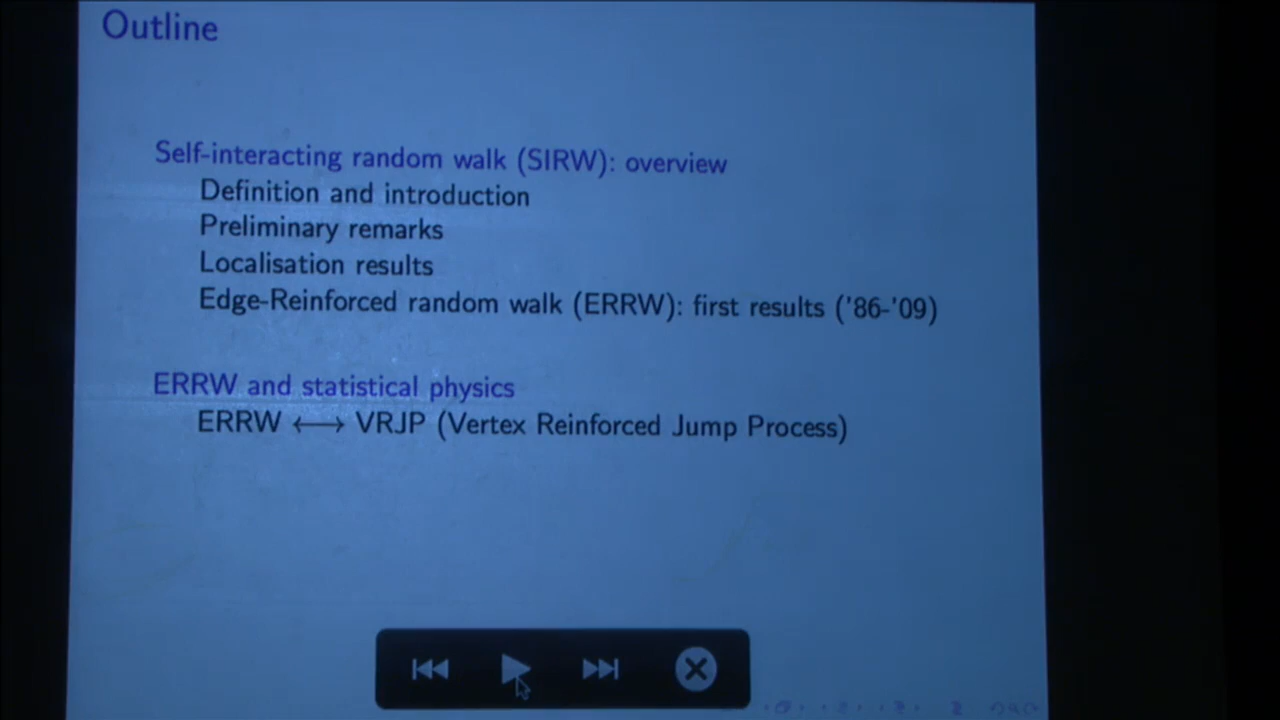 Outline
Self-interacting random walk (SIRW): overview
Definition and introduction
Preliminary remarks
Localisation results
Edge-Reinforced random walk (ERRW): first results ('86-'09)
ERRW and statistical physics
ERRW ⟷ VRJP (Vertex Reinforced Jump Process)